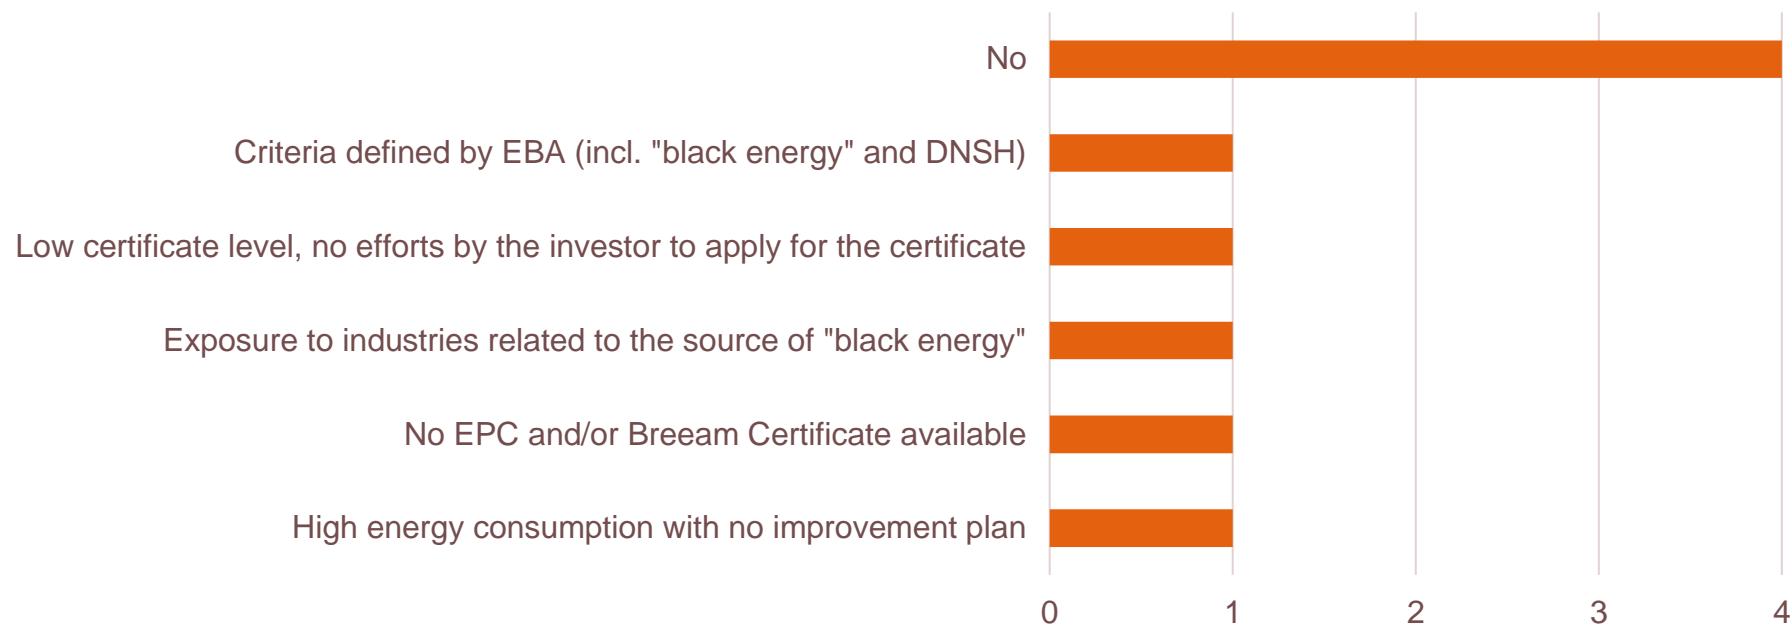 No
Criteria defined by EBA (incl. "black energy" and DNSH)
Low certificate level, no efforts by the investor to apply for the certificate
Exposure to industries related to the source of "black energy"
No EPC and/or Breeam Certificate available
High energy consumption with no improvement plan
0 1 2 3 4